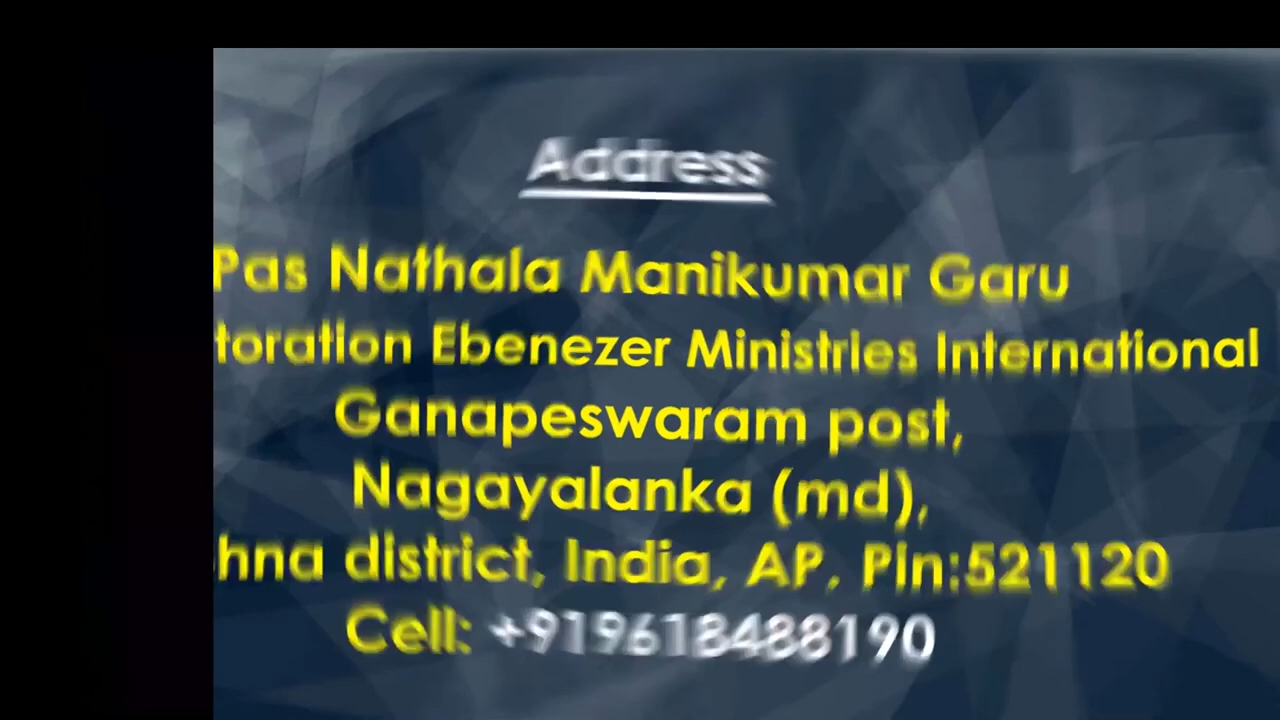 Address
Pas Nathala Manikumar Garu
toration Ebenezer Ministries International
Ganapeswaram post,
Nagayalanka (md),
hna district, India, AP, Pin:521120
Cell: +919618488190